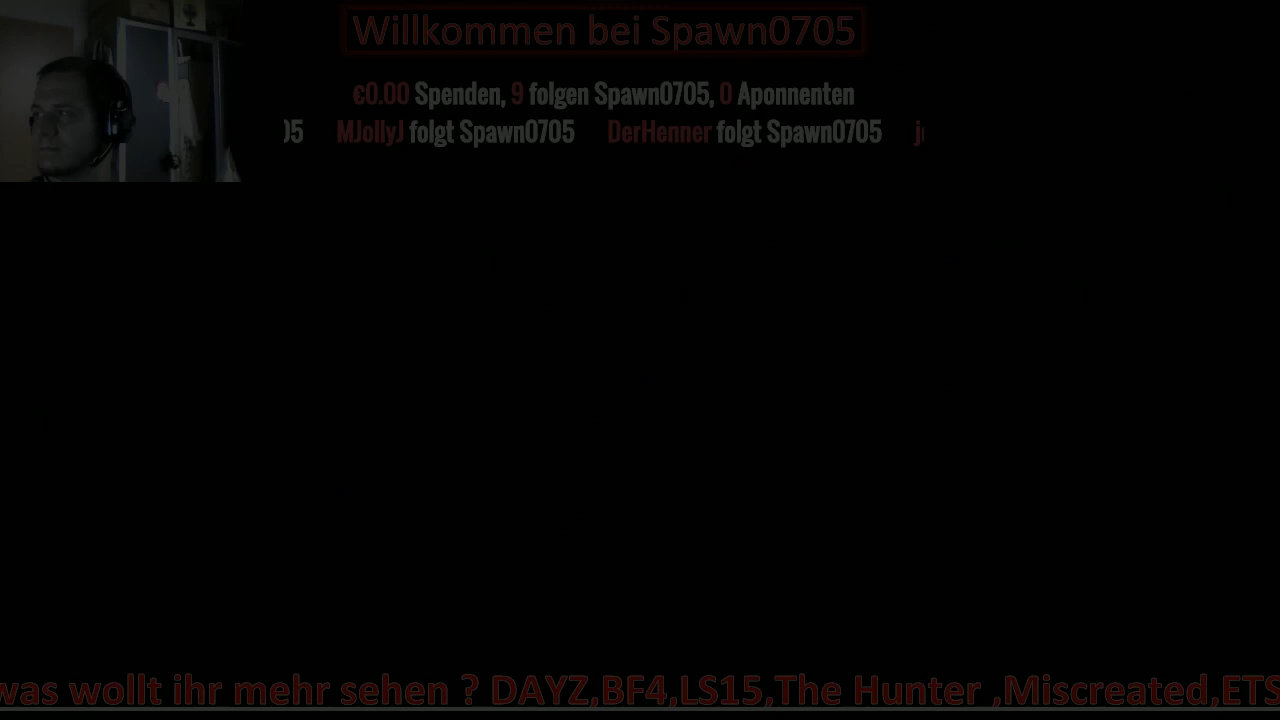 Willkommen bei Spawn0705
€0.00 Spenden, 9 folgen Spawn0705, 0 Aponnenten
05 MJollyJ folgt Spawn0705 DerHenner folgt Spawn0705
was wollt ihr mehr sehen ? DAYZ,BF4,LS15,The Hunter ,Miscreated,ETS